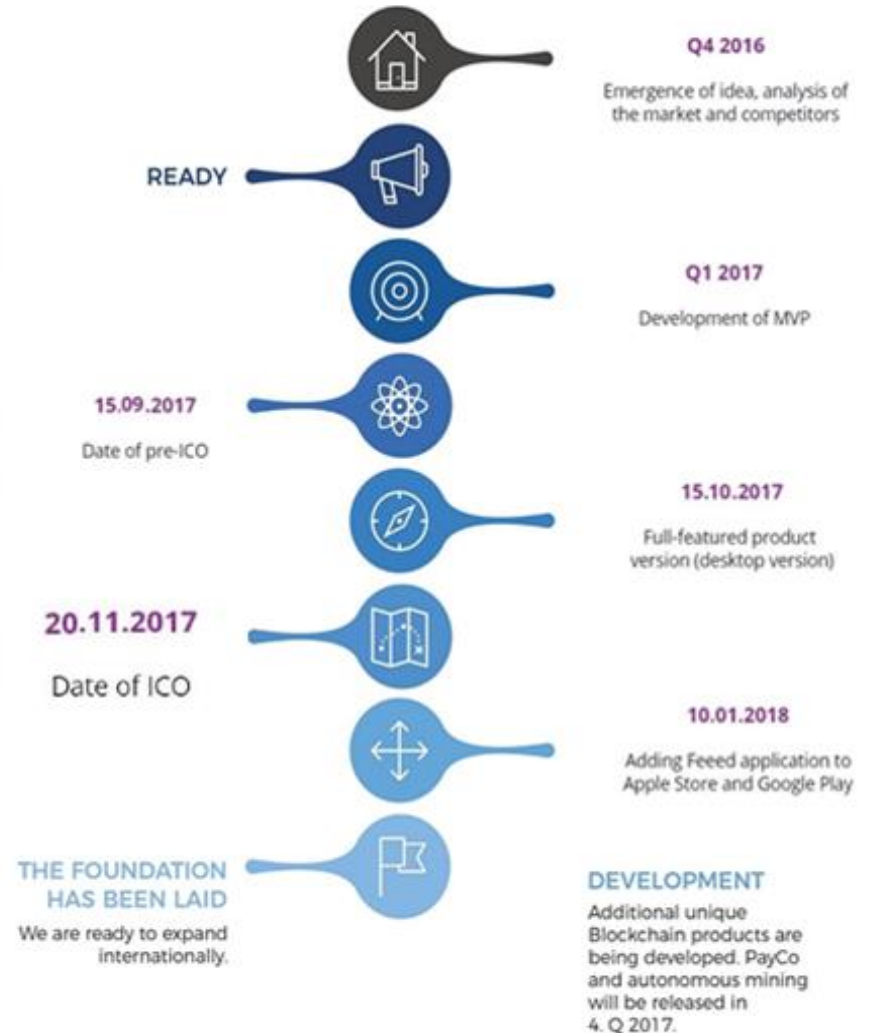 Q4 2016
Emergence of idea, analysis of
the market and competitors
READY
Q1 2017
Development of MVP
15.09.2017
Date of pre-ICO
15.10.2017
Full-featured product
version (desktop version)
20.11.2017
Date of ICO
10.01.2018
Adding Feeed application to
Apple Store and Google Play
THE FOUNDATION
HAS BEEN LAID
We are ready to expand
internationally.
DEVELOPMENT
Additional unique
Blockchain products are
being developed. PayCo
and autonomous mining
will be released in
4. Q 2017.